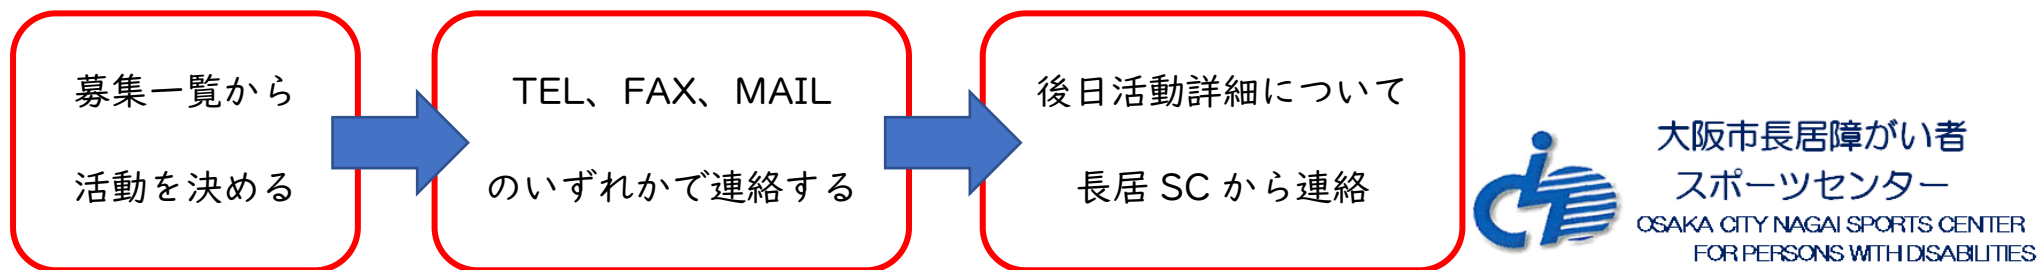 募集一覧から
活動を決める
TEL、FAX、MAIL
のいずれかで連絡する
後日活動詳細について
長居 SC から連絡
大阪市長居障がい者
スポーツセンター
OSAKA CITY NAGAI SPORTS CENTER
FOR PERSONS WITH DISABILITIES